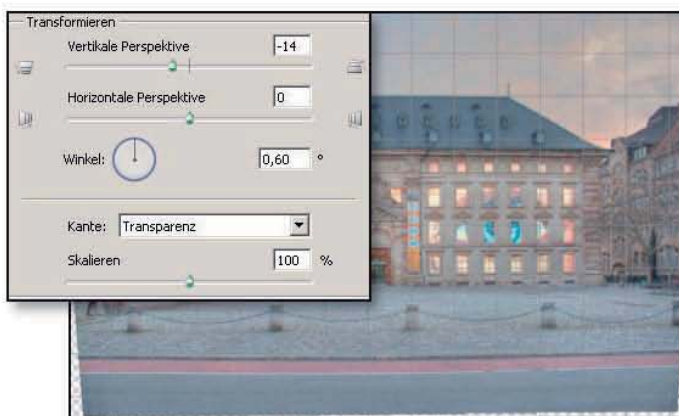 Transformieren
Vertikale Perspektive -14
Horizontale Perspektive 0
Winkel: 0,60 °
Kante: Transparenz
Skalieren 100 %